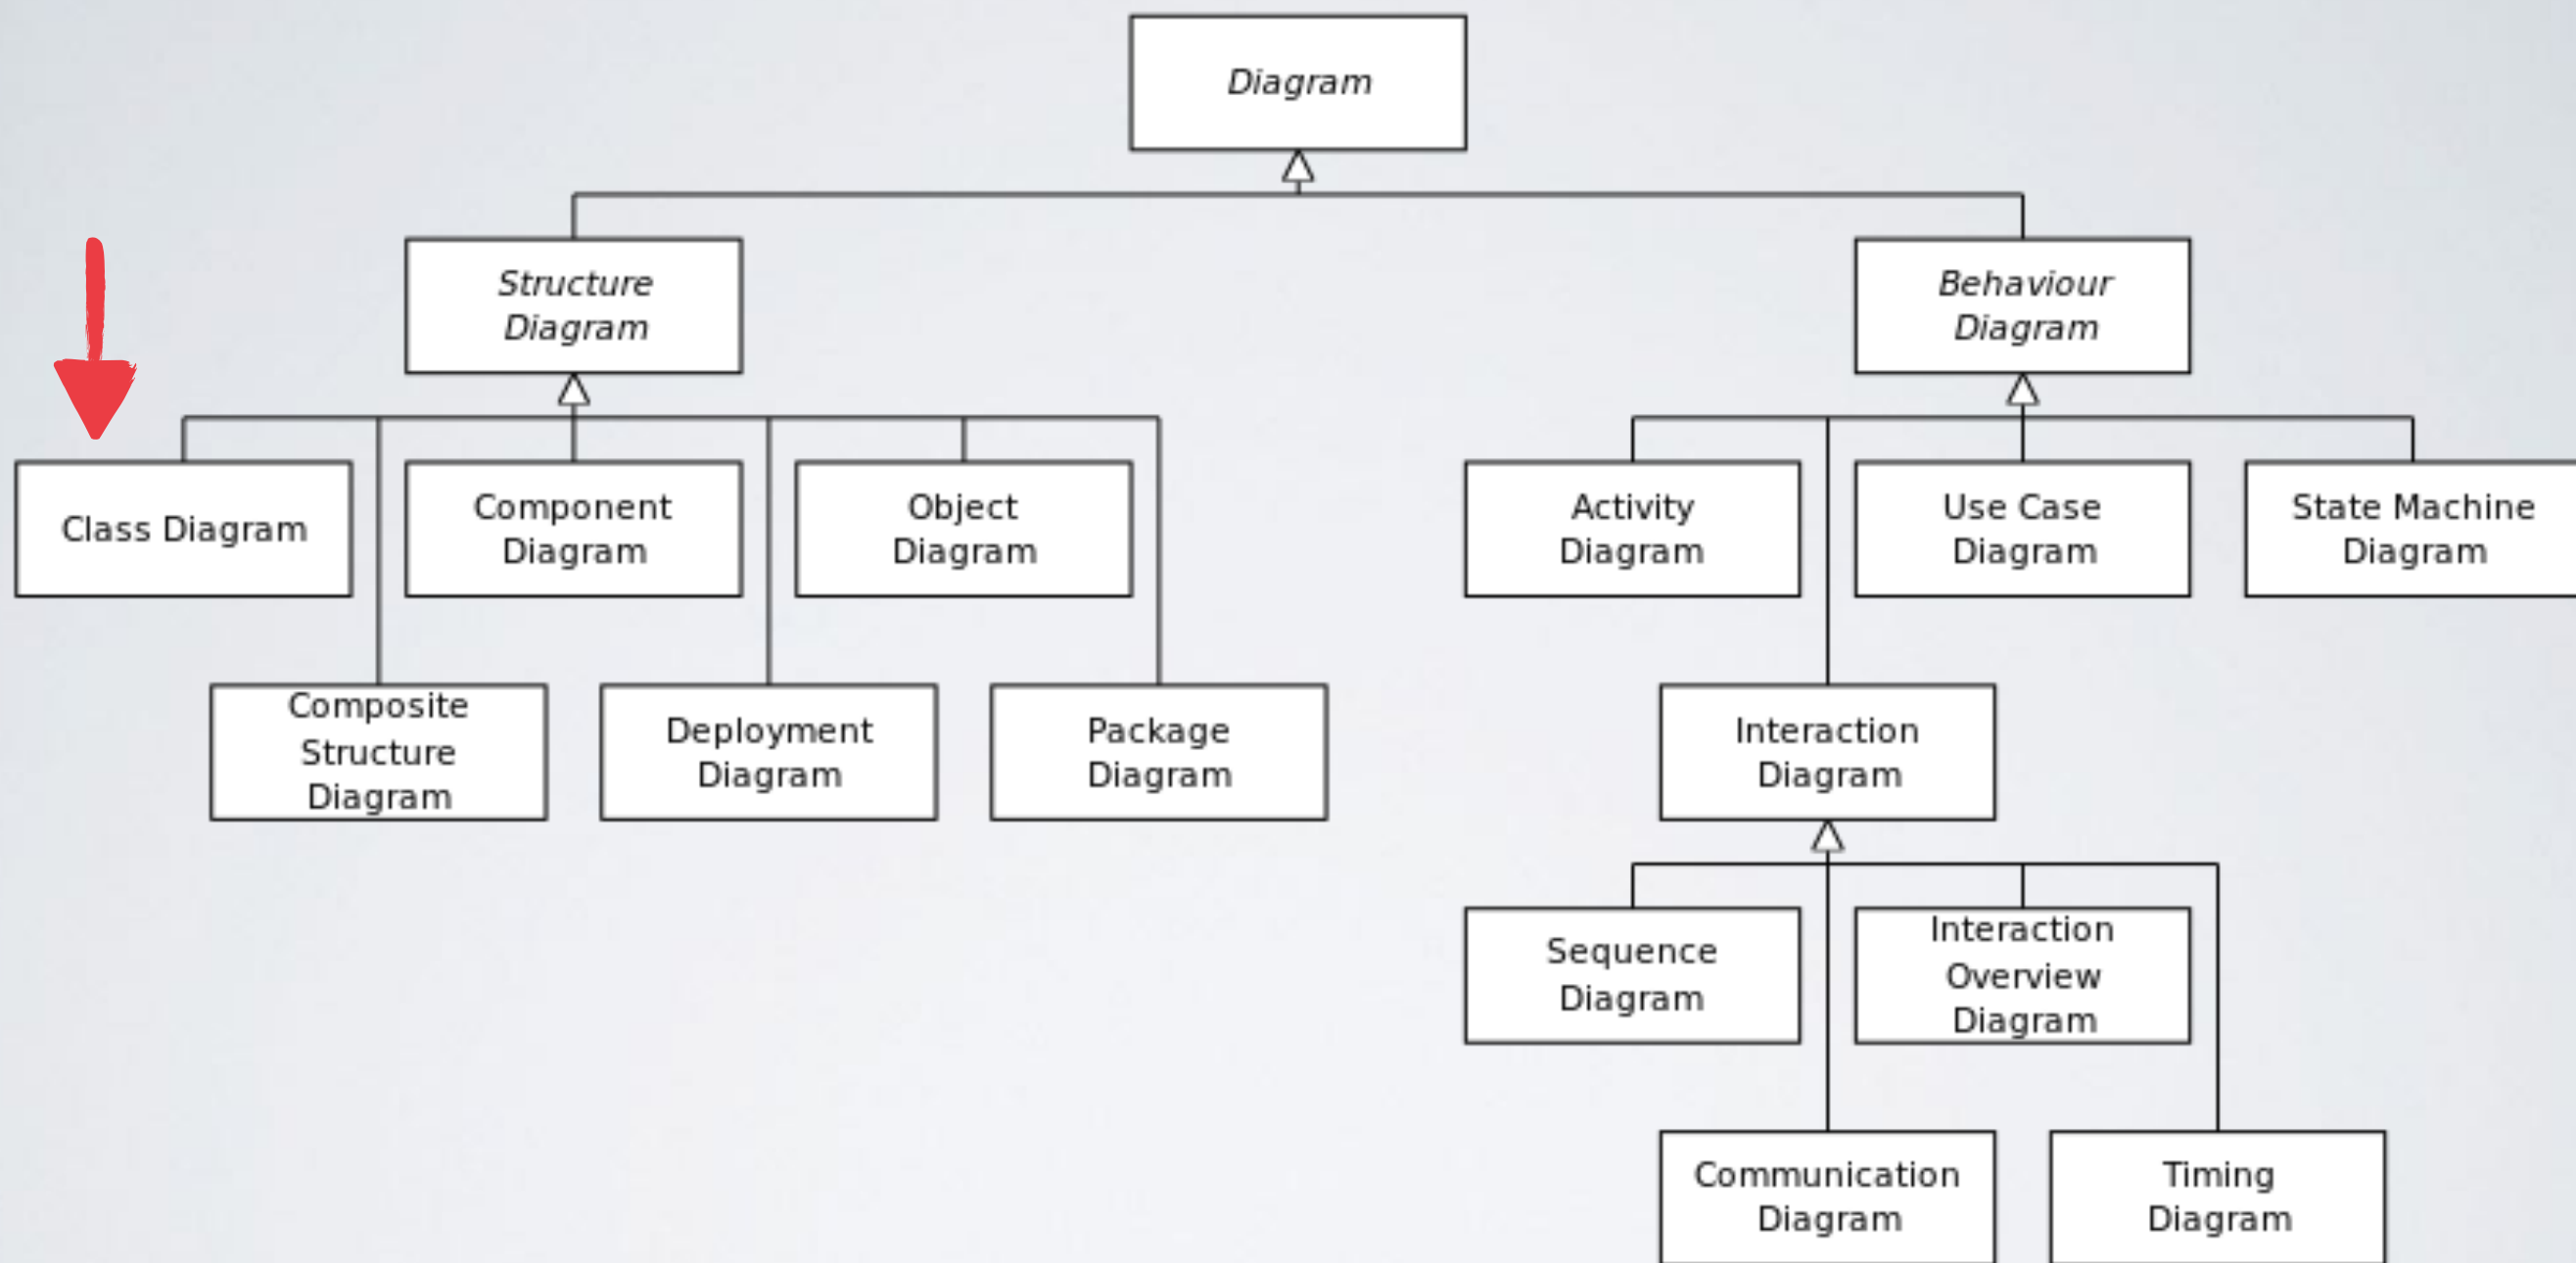 Diagram
Structure
Diagram
Behaviour
Diagram
Class Diagram
Component
Diagram
Object
Diagram
Activity
Diagram
Use Case
Diagram
State Machine
Diagram
Composite
Structure
Diagram
Deployment
Diagram
Package
Diagram
Interaction
Diagram
Sequence
Diagram
Interaction
Overview
Diagram
Communication
Diagram
Timing
Diagram